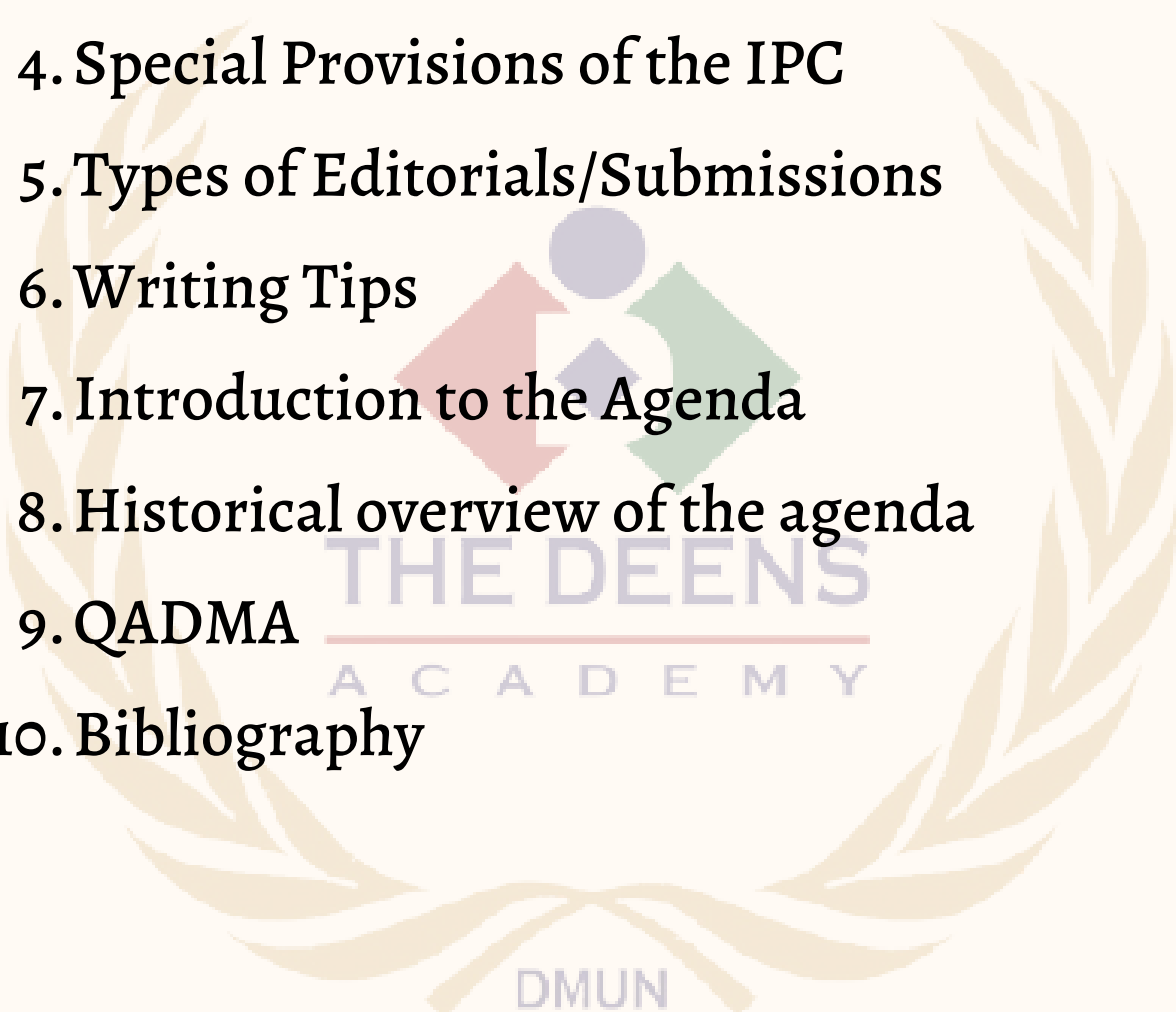 4. Special Provisions of the IPC
5. Types of Editorials/Submissions
6. Writing Tips
7. Introduction to the Agenda
8. Historical overview of the agenda
THE DEENS
9. QADMA
ACADEMY
10. Bibliography
DMUN